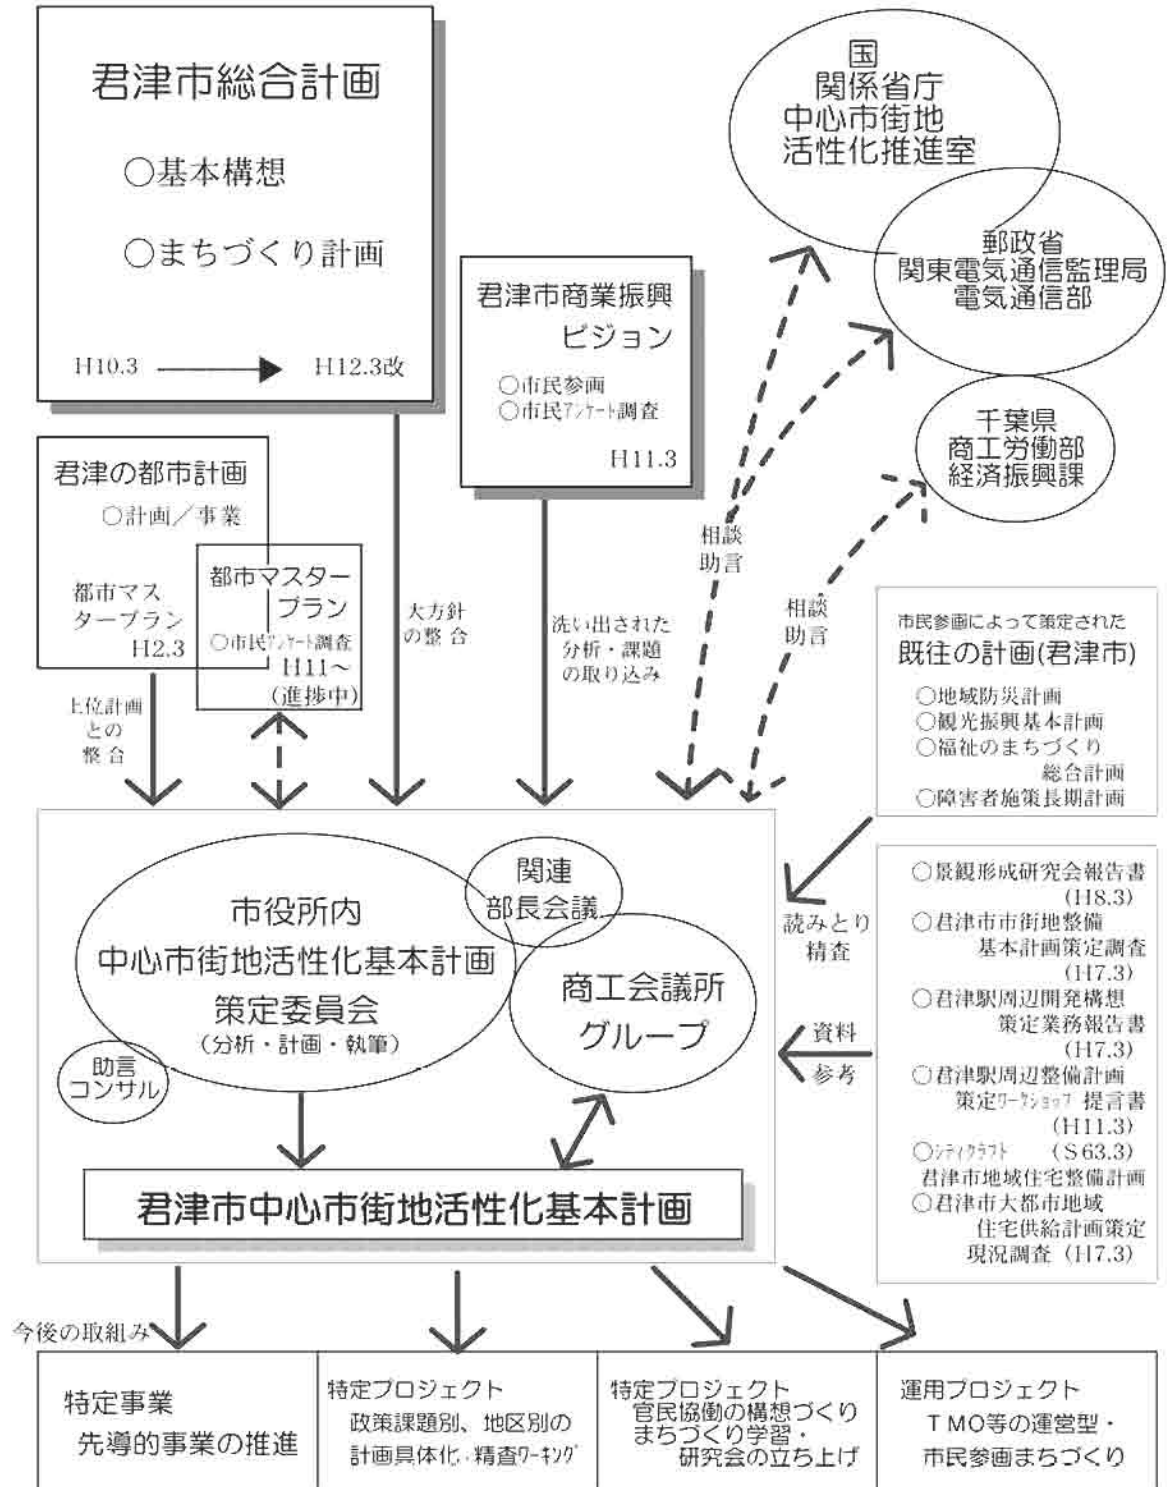 君津市総合計画
○基本構想
○まちづくり計画
H10.3
H12.3改
国
関係省庁
中心市街地
活性化推進室
郵政省
関東電気通信監理局
電気通信部
千葉県
商工労働部
経済振興課
君津市商業振興
ビジョン
○市民参画
○市民アンケート調査
H11.3
君津の都市計画
○計画／事業
都市マス
タープラン
H2.3
都市マスター
プラン
○市民アンケート調査
H11～
(進捗中)
上位計画
との
整合
大方針
の整合
洗い出された
分析・課題
の取り込み
相談
助言
相談
助言
市民参画によって策定された
既往の計画(君津市)
○地域防災計画
○観光振興基本計画
○福祉のまちづくり
総合計画
○障害者施策長期計画
読みとり
精査
資料
参考
○景観形成研究会報告書
(H8.3)
○君津市市街地整備
基本計画策定調査
(H7.3)
○君津駅周辺開発構想
策定業務報告書
(H7.3)
○君津駅周辺整備計画
策定ワークショップ 提言書
(H11.3)
○シティクラフト (S63.3)
君津市地域住宅整備計画
○君津市大都市地域
住宅供給計画策定
現況調査 (H7.3)
関連
部長会議
市役所内
中心市街地活性化基本計画
策定委員会
(分析・計画・執筆)
商工会議所
グループ
助言
コンサル
君津市中心市街地活性化基本計画
今後の取組み
特定事業
先導的事業の推進
特定プロジェクト
政策課題別、地区別の
計画具体化・精査ワーキング
特定プロジェクト
官民協働の構想づくり
まちづくり学習・
研究会の立ち上げ
運用プロジェクト
TMO等の運営型・
市民参画まちづくり